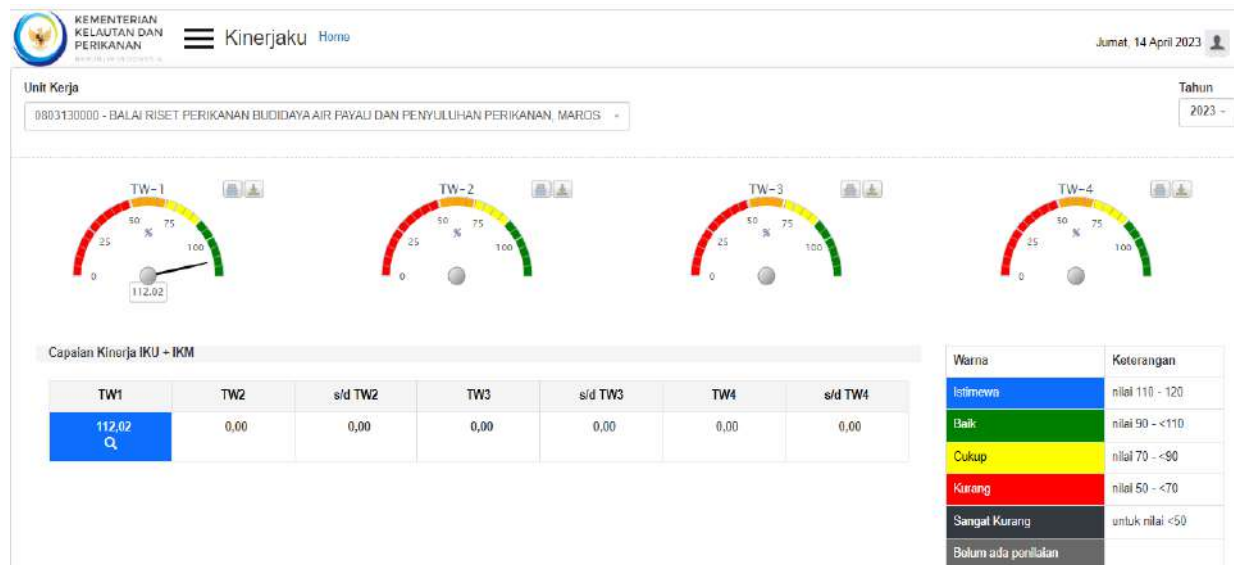 KEMENTERIAN
KELAUTAN DAN
PERIKANAN
Kinerjaku Home
Jumat, 14 April 2023
Unit Kerja
Tahun
0803130000 - BALAI RISET PERIKANAN BUDIDAYA AIR PAYAU DAN PENYULUHAN PERIKANAN, MAROS
2023
TW-1
0 25 50 75 100
%
112.02
TW-2
0 25 50 75 100
%
TW-3
0 25 50 75 100
%
TW-4
0 25 50 75 100
%
Capaian Kinerja IKU + IKM
TW1 TW2 s/d TW2 TW3 s/d TW3 TW4 s/d TW4
112,02 0,00 0,00 0,00 0,00 0,00 0,00
Warna Keterangan
Istimewa nilai 110 - 120
Baik nilai 90 - <110
Cukup nilai 70 - <90
Kurang nilai 50 - <70
Sangat Kurang untuk nilai <50
Belum ada penilaian